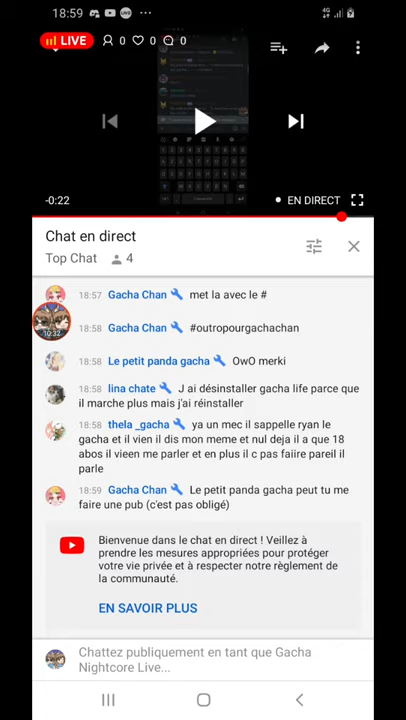 18:59
4G
LIVE 0 0 0
-0:22
EN DIRECT
Chat en direct
Top Chat 4
18:57 Gacha Chan met la avec le #
10:32
18:58 Gacha Chan #outropourgachachan
18:58 Le petit panda gacha OwO merki
18:58 lina chate J ai désinstaller gacha life parce que
il marche plus mais j'ai réinstaller
18:58 thela _gacha ya un mec il sappelle ryan le
gacha et il vien il dis mon meme et nul deja il a que 18
abos il vieen me parler et en plus il c pas faiire pareil il
parle
18:59 Gacha Chan Le petit panda gacha peut tu me
faire une pub (c'est pas obligé)
Bienvenue dans le chat en direct ! Veillez à
prendre les mesures appropriées pour protéger
votre vie privée et à respecter notre règlement de
la communauté.
EN SAVOIR PLUS
Chattez publiquement en tant que Gacha
Nightcore Live...